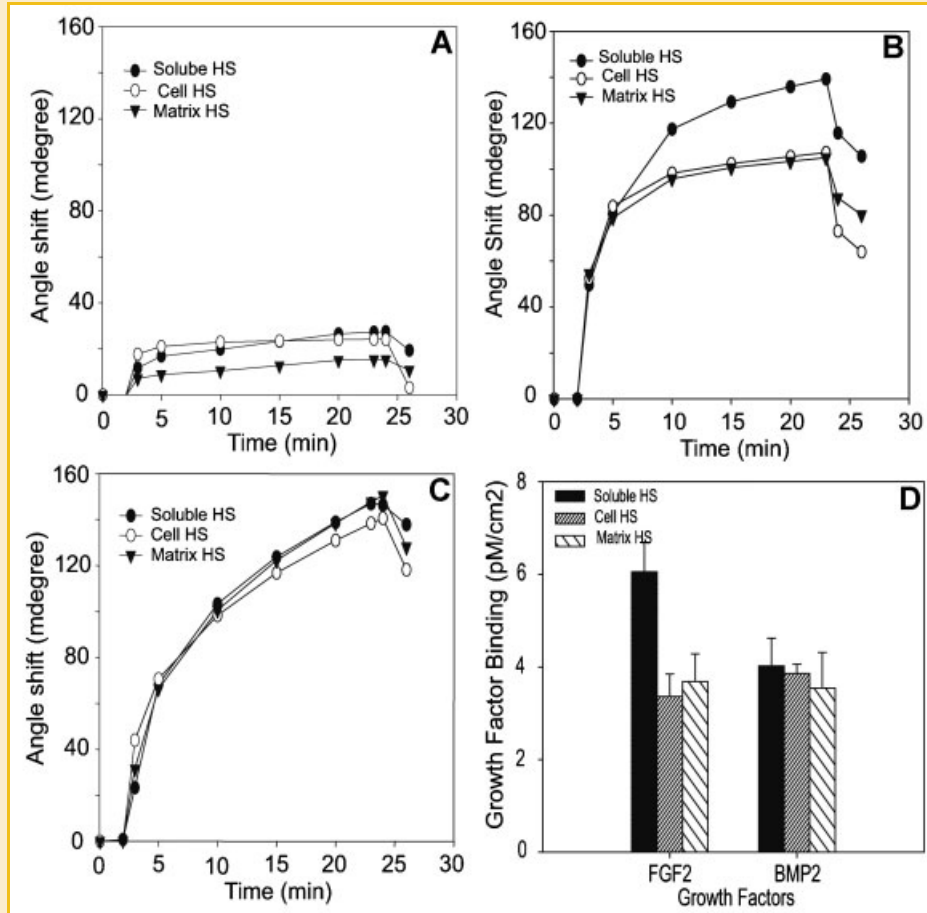 A
160
120
80
40
0
Angle shift (mdegree)
Solube HS
Cell HS
Matrix HS
0 5 10 15 20 25 30
Time (min)
B
160
120
80
40
0
Angle Shift (mdegree)
Soluble HS
Cell HS
Matrix HS
0 5 10 15 20 25 30
Time (min)
C
160
120
80
40
0
Angle shift (mdegree)
Soluble HS
Cell HS
Matrix HS
0 5 10 15 20 25 30
Time (min)
D
8
6
4
2
0
Growth Factor Binding (pM/cm2)
Soluble HS
Cell HS
Matrix HS
FGF2 BMP2
Growth Factors